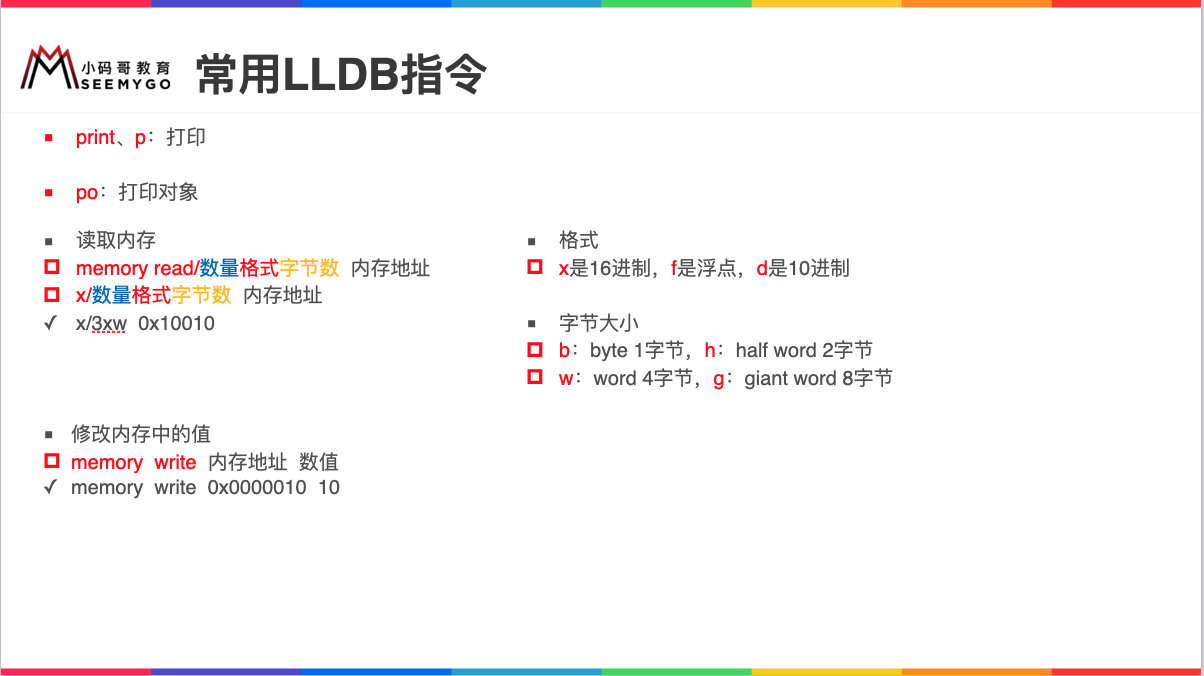 小码哥教育
SEEMYGO
常用LLDB指令
print、p：打印
po：打印对象
读取内存
memory read/数量格式字节数 内存地址
x/数量格式字节数 内存地址
x/3xw 0x10010
格式
x是16进制，f是浮点，d是10进制
字节大小
b：byte 1字节，h：half word 2字节
w：word 4字节，g：giant word 8字节
修改内存中的值
memory write 内存地址 数值
memory write 0x0000010 10